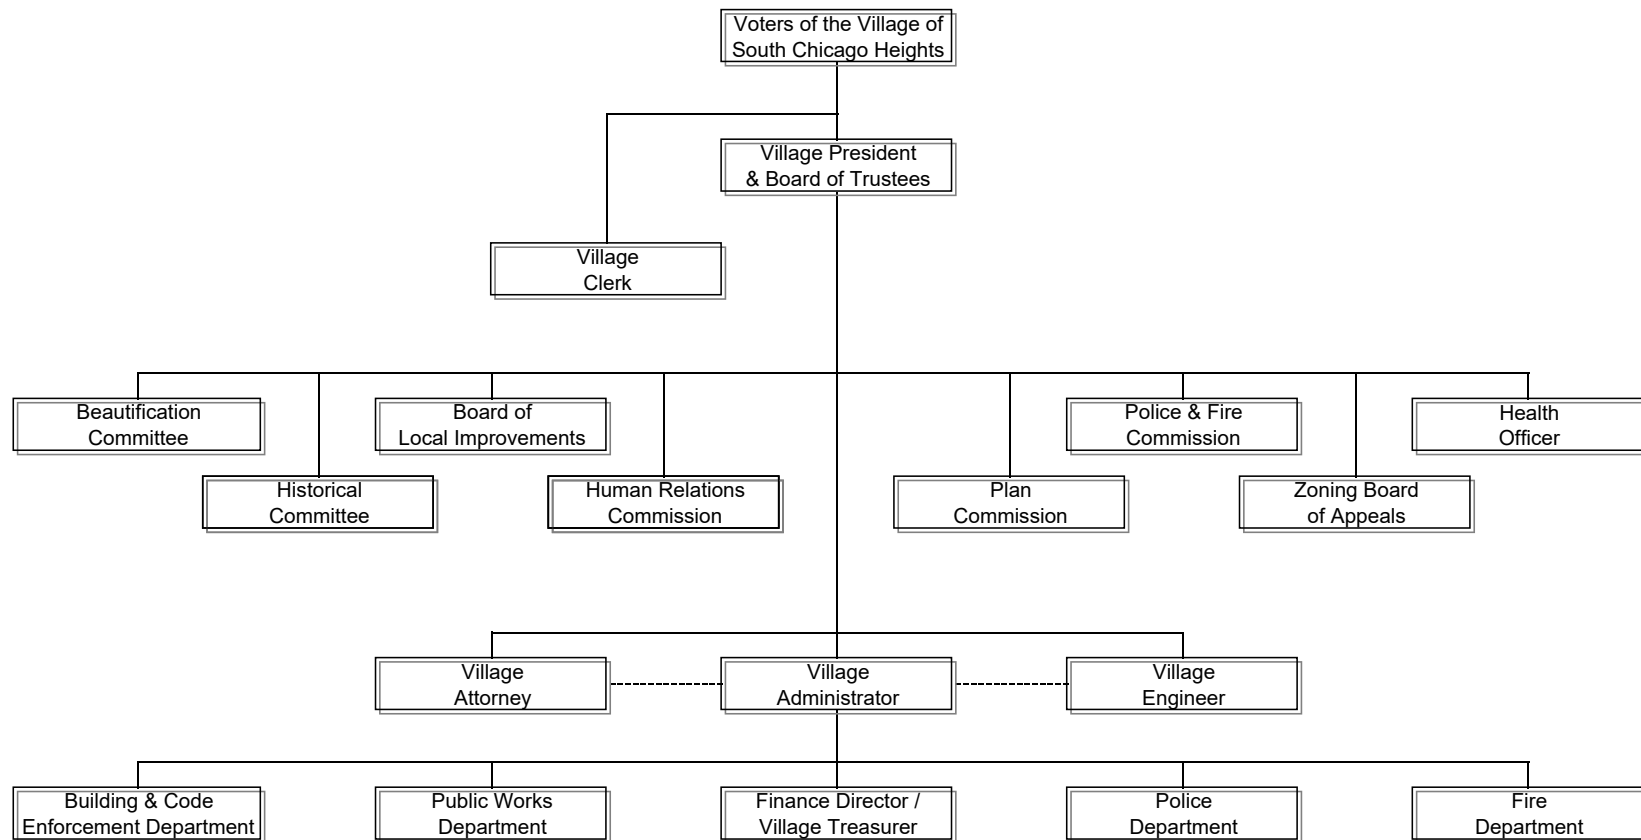 Voters of the Village of
South Chicago Heights
Village President
& Board of Trustees
Village
Clerk
Beautification
Committee
Board of
Local Improvements
Police & Fire
Commission
Health
Officer
Historical
Committee
Human Relations
Commission
Plan
Commission
Zoning Board
of Appeals
Village
Attorney
Village
Administrator
Village
Engineer
Building & Code
Enforcement Department
Public Works
Department
Finance Director /
Village Treasurer
Police
Department
Fire
Department